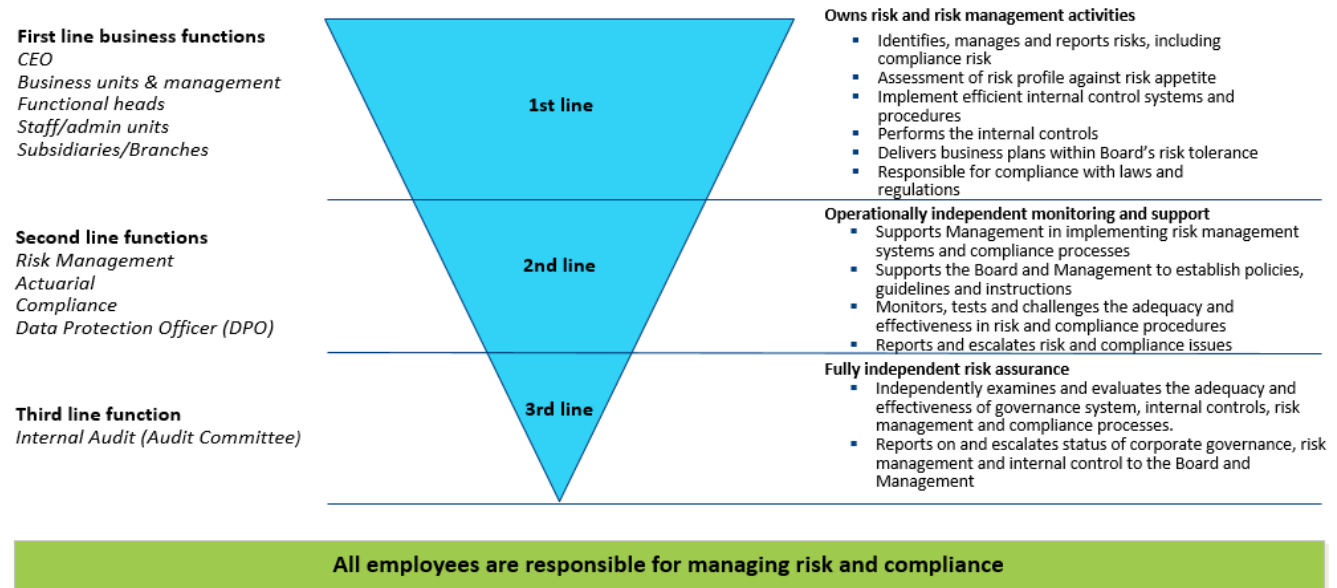 First line business functions
CEO
Business units & management
Functional heads
Staff/admin units
Subsidiaries/Branches
1st line
Owns risk and risk management activities
▪ Identifies, manages and reports risks, including
compliance risk
▪ Assessment of risk profile against risk appetite
▪ Implement efficient internal control systems and
procedures
▪ Performs the internal controls
▪ Delivers business plans within Board's risk tolerance
▪ Responsible for compliance with laws and
regulations
Second line functions
Risk Management
Actuarial
Compliance
Data Protection Officer (DPO)
2nd line
Operationally independent monitoring and support
▪ Supports Management in implementing risk management
systems and compliance processes
▪ Supports the Board and Management to establish policies,
guidelines and instructions
▪ Monitors, tests and challenges the adequacy and
effectiveness in risk and compliance procedures
▪ Reports and escalates risk and compliance issues
Third line function
Internal Audit (Audit Committee)
3rd line
Fully independent risk assurance
▪ Independently examines and evaluates the adequacy and
effectiveness of governance system, internal controls, risk
management and compliance processes.
▪ Reports on and escalates status of corporate governance, risk
management and internal control to the Board and
Management
All employees are responsible for managing risk and compliance